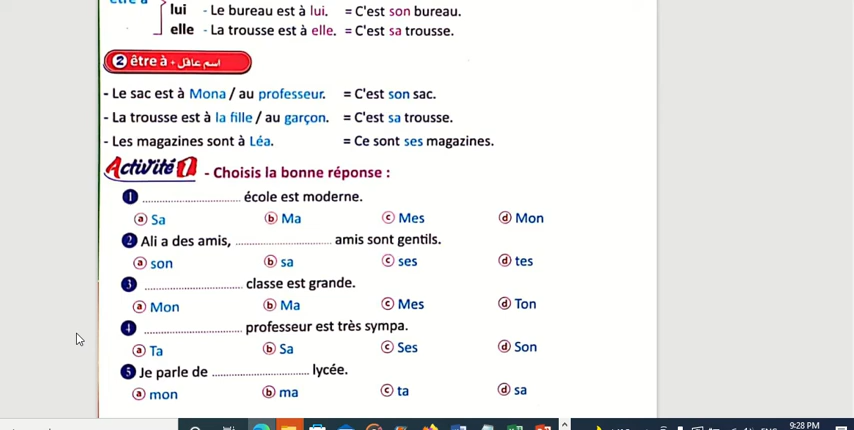 lui - Le bureau est à lui. = C'est son bureau.
elle - La trousse est à elle. = C'est sa trousse.
2 être à + اسم عاقل
- Le sac est à Mona / au professeur. = C'est son sac.
- La trousse est à la fille / au garçon. = C'est sa trousse.
- Les magazines sont à Léa. = Ce sont ses magazines.
Activité 1 - Choisis la bonne réponse :
1 .............................. école est moderne.
a Sa b Ma c Mes d Mon
2 Ali a des amis, .............................. amis sont gentils.
a son b sa c ses d tes
3 .............................. classe est grande.
a Mon b Ma c Mes d Ton
4 .............................. professeur est très sympa.
a Ta b Sa c Ses d Son
5 Je parle de .............................. lycée.
a mon b ma c ta d sa
9:28 PM